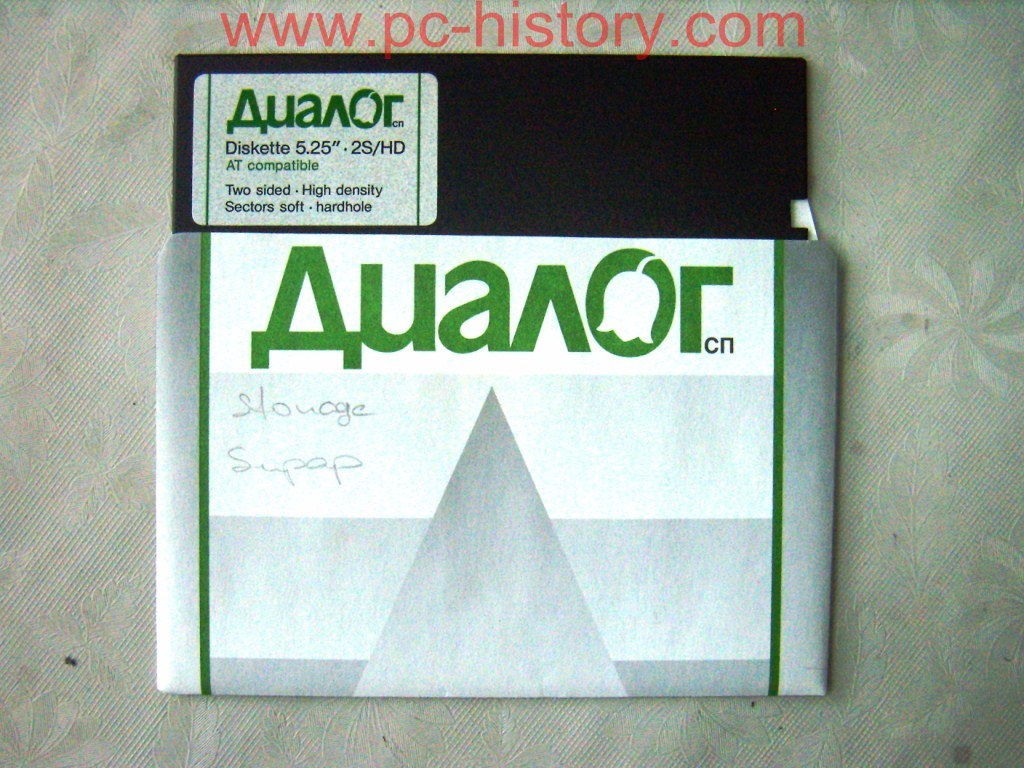 www.pc-history.com
ДиалОг сп
Diskette 5.25" · 2S/HD
AT compatible
Two sided · High density
Sectors soft · hardhole
ДиалОг сп
Storage